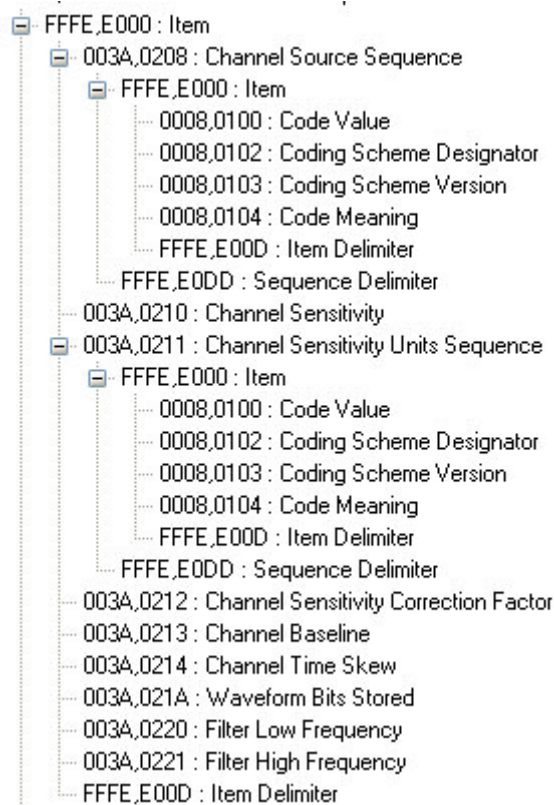 FFFE,E000 : Item
003A,0208 : Channel Source Sequence
FFFE,E000 : Item
0008,0100 : Code Value
0008,0102 : Coding Scheme Designator
0008,0103 : Coding Scheme Version
0008,0104 : Code Meaning
FFFE,E00D : Item Delimiter
FFFE,E0DD : Sequence Delimiter
003A,0210 : Channel Sensitivity
003A,0211 : Channel Sensitivity Units Sequence
FFFE,E000 : Item
0008,0100 : Code Value
0008,0102 : Coding Scheme Designator
0008,0103 : Coding Scheme Version
0008,0104 : Code Meaning
FFFE,E00D : Item Delimiter
FFFE,E0DD : Sequence Delimiter
003A,0212 : Channel Sensitivity Correction Factor
003A,0213 : Channel Baseline
003A,0214 : Channel Time Skew
003A,021A : Waveform Bits Stored
003A,0220 : Filter Low Frequency
003A,0221 : Filter High Frequency
FFFE,E00D : Item Delimiter